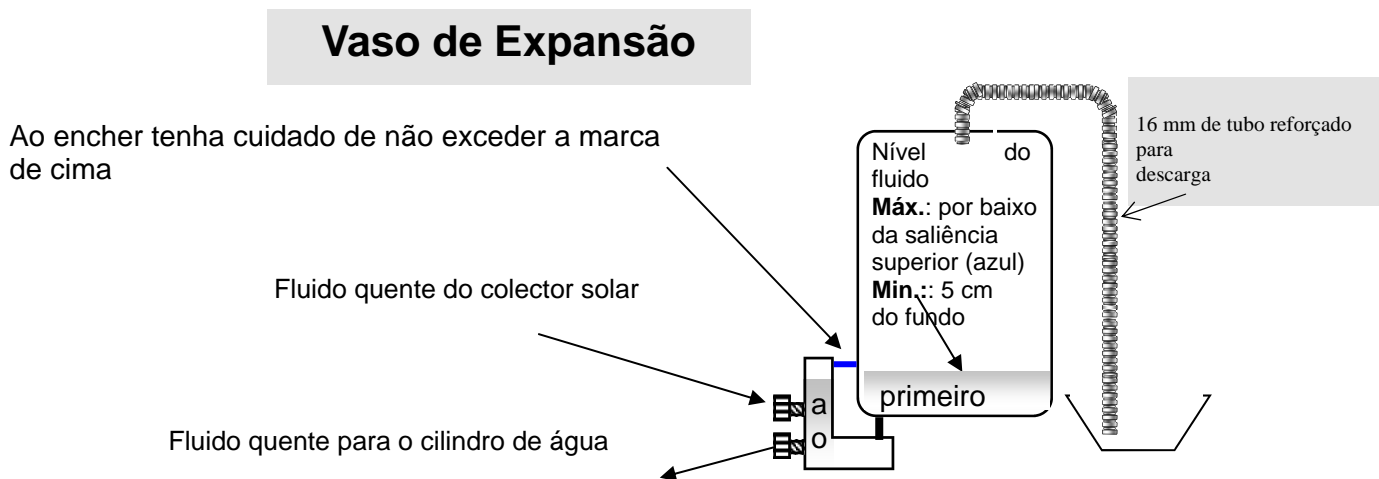 Vaso de Expansão
Ao encher tenha cuidado de não exceder a marca
de cima
16 mm de tubo reforçado
para
descarga
Nível do
fluido
Máx.: por baixo
da saliência
superior (azul)
Min.:: 5 cm
do fundo
Fluido quente do colector solar
primeiro
a
o
Fluido quente para o cilindro de água